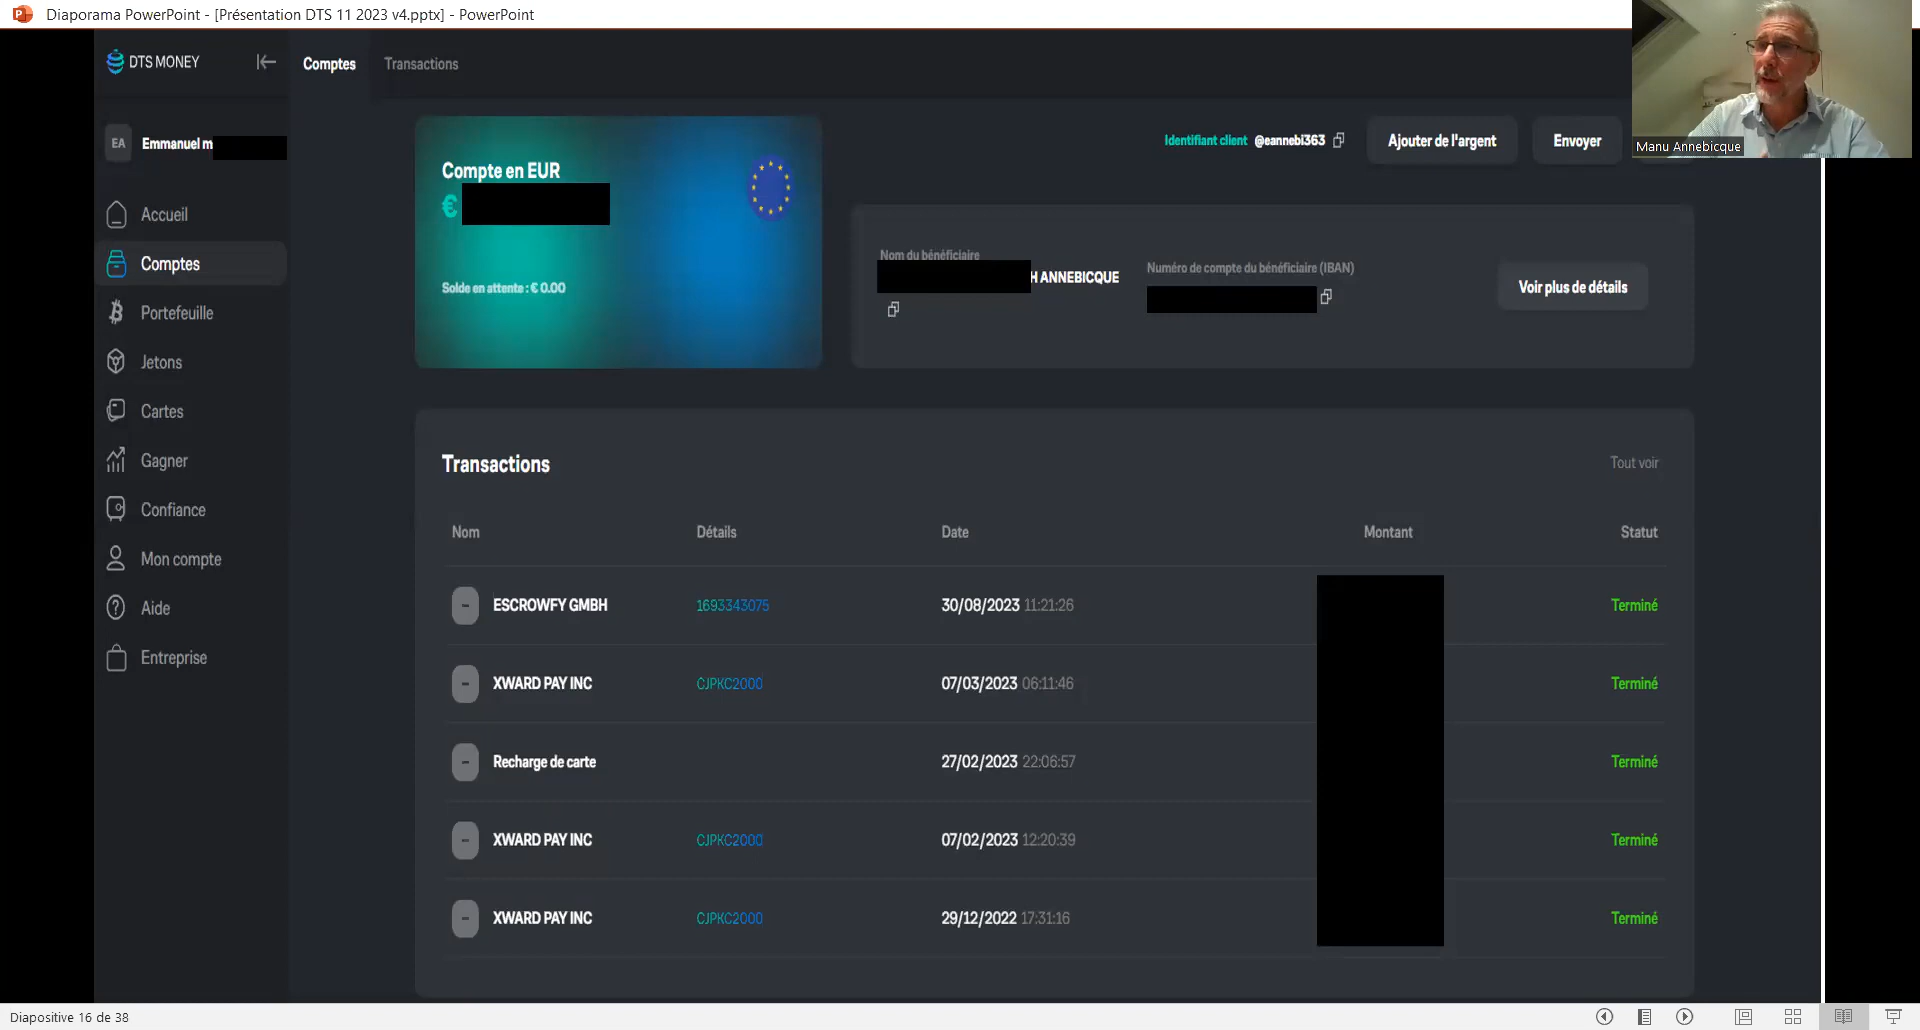 Diaporama PowerPoint - [Présentation DTS 11 2023 v4.pptx] - PowerPoint
DTS MONEY
Comptes
Transactions
EA
Emmanuel m
Accueil
Comptes
Portefeuille
Jetons
Cartes
Gagner
Confiance
Mon compte
Aide
Entreprise
Compte en EUR
€
Solde en attente : € 0.00
Identifiant client @eannebi363
Ajouter de l'argent
Envoyer
Manu Annebicque
Nom du bénéficiaire
H ANNEBICQUE
Numéro de compte du bénéficiaire (IBAN)
Voir plus de détails
Transactions
Tout voir
Nom Détails Date Montant Statut
- ESCROWFY GMBH 1693343075 30/08/2023 11:21:26 Terminé
- XWARD PAY INC CJPKC2000 07/03/2023 06:11:46 Terminé
- Recharge de carte 27/02/2023 22:06:57 Terminé
- XWARD PAY INC CJPKC2000 07/02/2023 12:20:39 Terminé
- XWARD PAY INC CJPKC2000 29/12/2022 17:31:16 Terminé
Diapositive 16 de 38